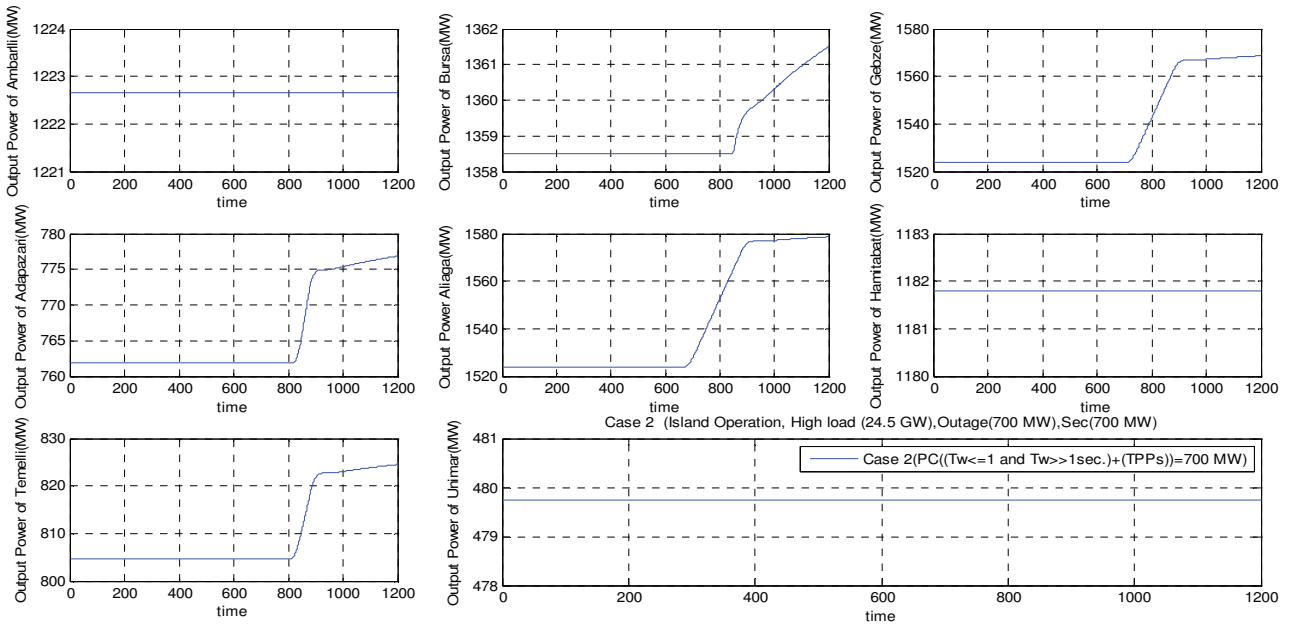 Output Power of Ambarlli(MW)
1224
1223
1222
1221
0 200 400 600 800 1000 1200
time
Output Power of Bursa(MW)
1362
1361
1360
1359
1358
0 200 400 600 800 1000 1200
time
Output Power of Gebze(MW)
1580
1560
1540
1520
0 200 400 600 800 1000 1200
time
Output Power of Adapazari(MW)
780
775
770
765
760
0 200 400 600 800 1000 1200
time
Output Power Aliaga(MW)
1580
1560
1540
1520
0 200 400 600 800 1000 1200
time
Output Power of Hamitabat(MW)
1183
1182
1181
1180
0 200 400 600 800 1000 1200
time
Output Power of Temelli(MW)
830
820
810
800
0 200 400 600 800 1000 1200
time
Case 2 (Island Operation, High load (24.5 GW),Outage(700 MW),Sec(700 MW)
Output Power of Unimar(MW)
481
480
479
478
Case 2(PC((Tw<=1 and Tw>>1sec.)+(TPPs))=700 MW)
0 200 400 600 800 1000 1200
time